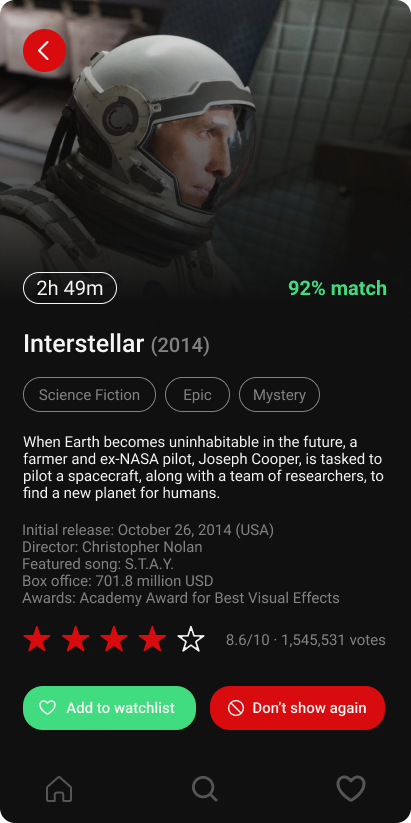 2h 49m
92% match
Interstellar (2014)
Science Fiction
Epic
Mystery
When Earth becomes uninhabitable in the future, a
farmer and ex-NASA pilot, Joseph Cooper, is tasked to
pilot a spacecraft, along with a team of researchers, to
find a new planet for humans.
Initial release: October 26, 2014 (USA)
Director: Christopher Nolan
Featured song: S.T.A.Y.
Box office: 701.8 million USD
Awards: Academy Award for Best Visual Effects
8.6/10 · 1,545,531 votes
Add to watchlist
Don't show again